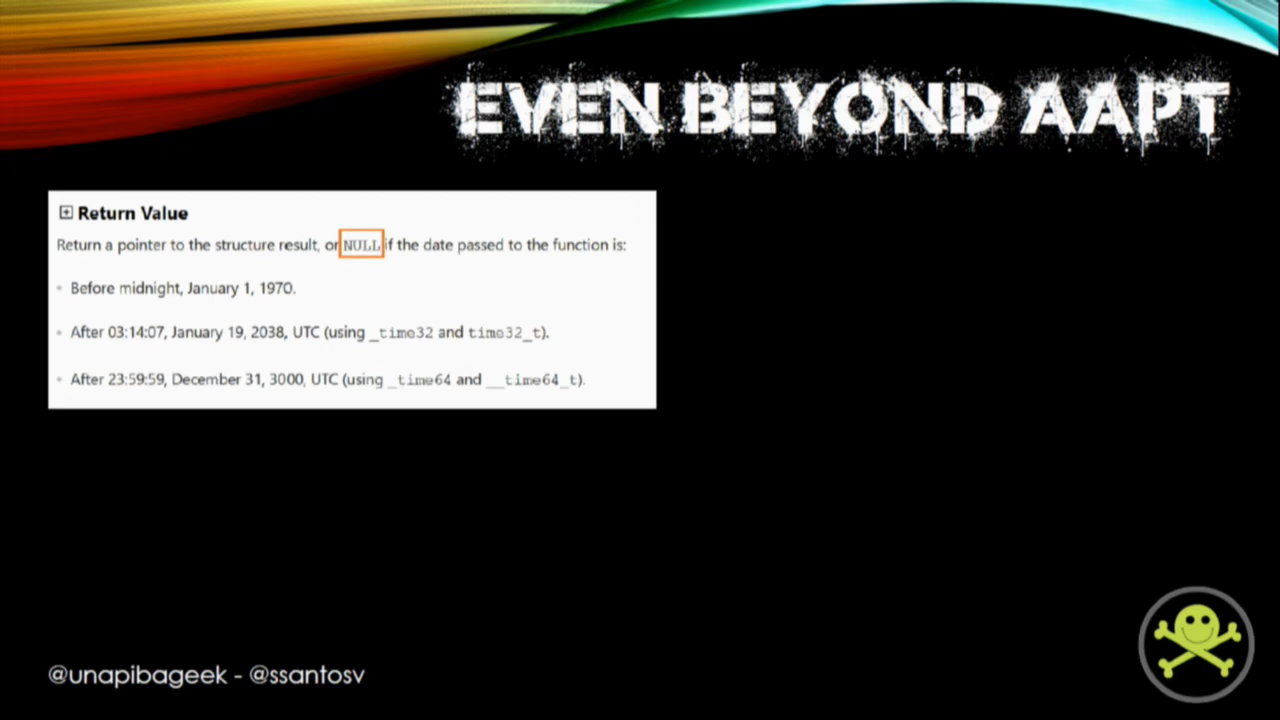 EVEN BEYOND AAPT
Return Value
Return a pointer to the structure result, or NULL if the date passed to the function is:
• Before midnight, January 1, 1970.
• After 03:14:07, January 19, 2038, UTC (using _time32 and time32_t).
• After 23:59:59, December 31, 3000, UTC (using _time64 and __time64_t).
@unapibageek - @ssantosv